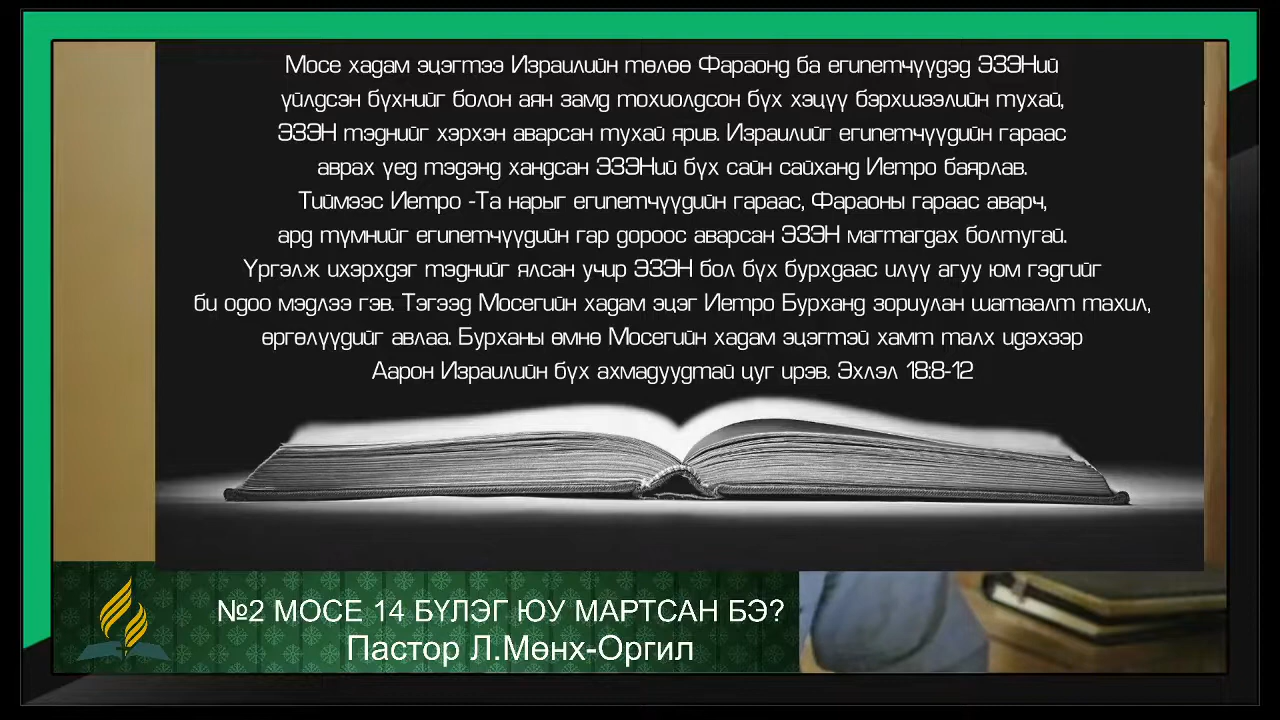 Мосе хадам эцэгтээ Израилийн төлөө Фараонд ба египетчүүдэд ЭЗЭНий
үйлдсэн бүхнийг болон аян замд тохиолдсон бүх хэцүү бэрхшээлийн тухай,
ЭЗЭН тэднийг хэрхэн аварсан тухай ярив. Израилийг египетчүүдийн гараас
аврах үед тэдэнд хандсан ЭЗЭНий бүх сайн сайханд Иетро баярлав.
Тиймээс Иетро -Та нарыг египетчүүдийн гараас, Фараоны гараас аварч,
ард түмнийг египетчүүдийн гар дороос аварсан ЭЗЭН магтагдах болтугай.
Үргэлж ихэрхдэг тэднийг ялсан учир ЭЗЭН бол бүх бурхдаас илүү агуу юм гэдгийг
би одоо мэдлээ гэв. Тэгээд Мосегийн хадам эцэг Иетро Бурханд зориулан шатаалт тахил,
өргөлүүдийг авлаа. Бурханы өмнө Мосегийн хадам эцэгтэй хамт талх идэхээр
Аарон Израилийн бүх ахмадуудтай цуг ирэв. Эхлэл 18:8-12
№2 МОСЕ 14 БҮЛЭГ ЮУ МАРТСАН БЭ?
Пастор Л.Мөнх-Оргил